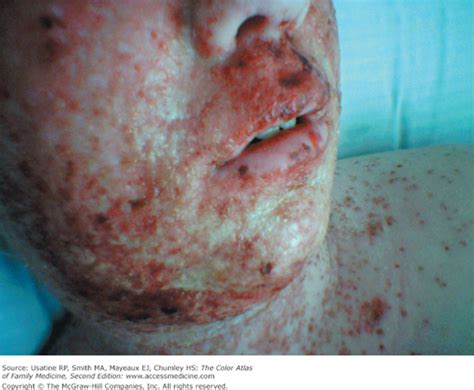 Source: Usatine RP, Smith MA, Mayeaux EJ, Chumley HS: The Color Atlas
of Family Medicine, Second Edition: www.accessmedicine.com
Copyright © The McGraw-Hill Companies, Inc. All rights reserved.